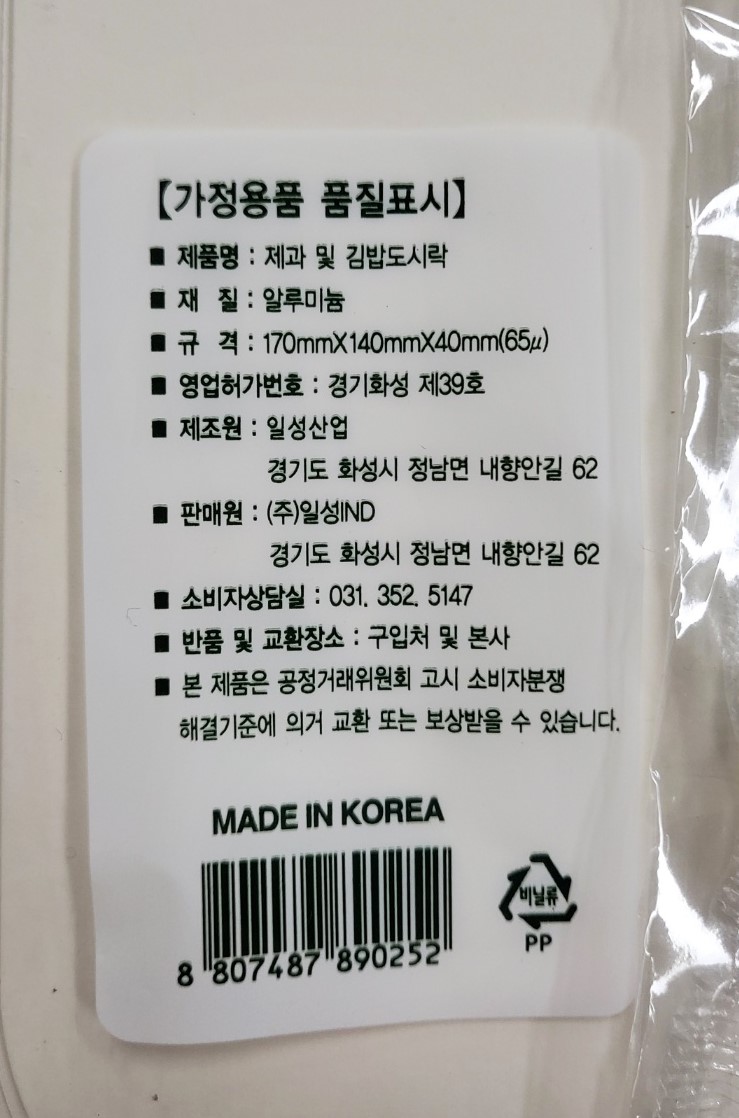 【가정용품 품질표시】
■ 제품명 : 제과 및 김밥도시락
■ 재 질 : 알루미늄
■ 규 격 : 170mmX140mmX40mm(65μ)
■ 영업허가번호 : 경기화성 제39호
■ 제조원 : 일성산업
경기도 화성시 정남면 내향안길 62
■ 판매원 : (주)일성IND
경기도 화성시 정남면 내향안길 62
■ 소비자상담실 : 031. 352. 5147
■ 반품 및 교환장소 : 구입처 및 본사
■ 본 제품은 공정거래위원회 고시 소비자분쟁
해결기준에 의거 교환 또는 보상받을 수 있습니다.
MADE IN KOREA
비닐류
PP
8 807487 890252